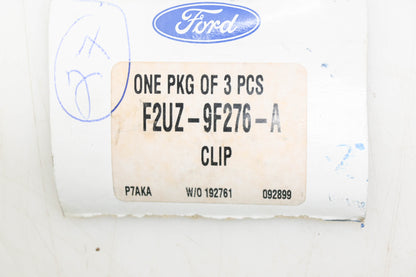 Ford
ONE PKG OF 3 PCS
F2UZ-9F276-A
CLIP
P7AKA W/O 192761 092899